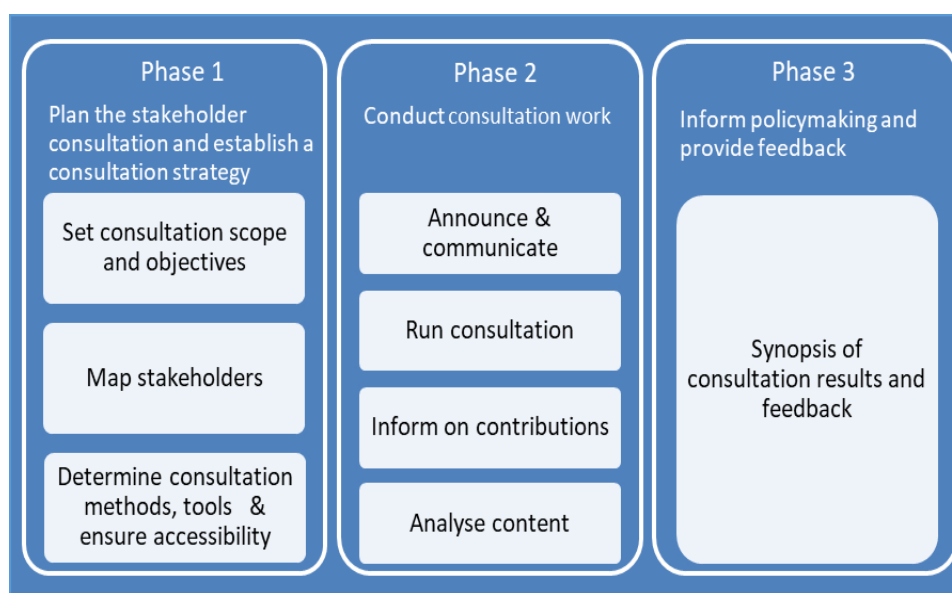 Phase 1
Plan the stakeholder
consultation and establish a
consultation strategy
Set consultation scope
and objectives
Map stakeholders
Determine consultation
methods, tools & 
ensure accessibility
Phase 2
Conduct consultation work
Announce &
communicate
Run consultation
Inform on contributions
Analyse content
Phase 3
Inform policymaking and
provide feedback
Synopsis of
consultation results and
feedback